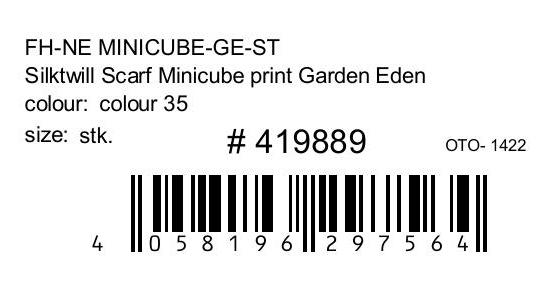 FH-NE MINICUBE-GE-ST
Silktwill Scarf Minicube print Garden Eden
colour: colour 35
size: stk.
# 419889
OTO- 1422
4 058196 297564